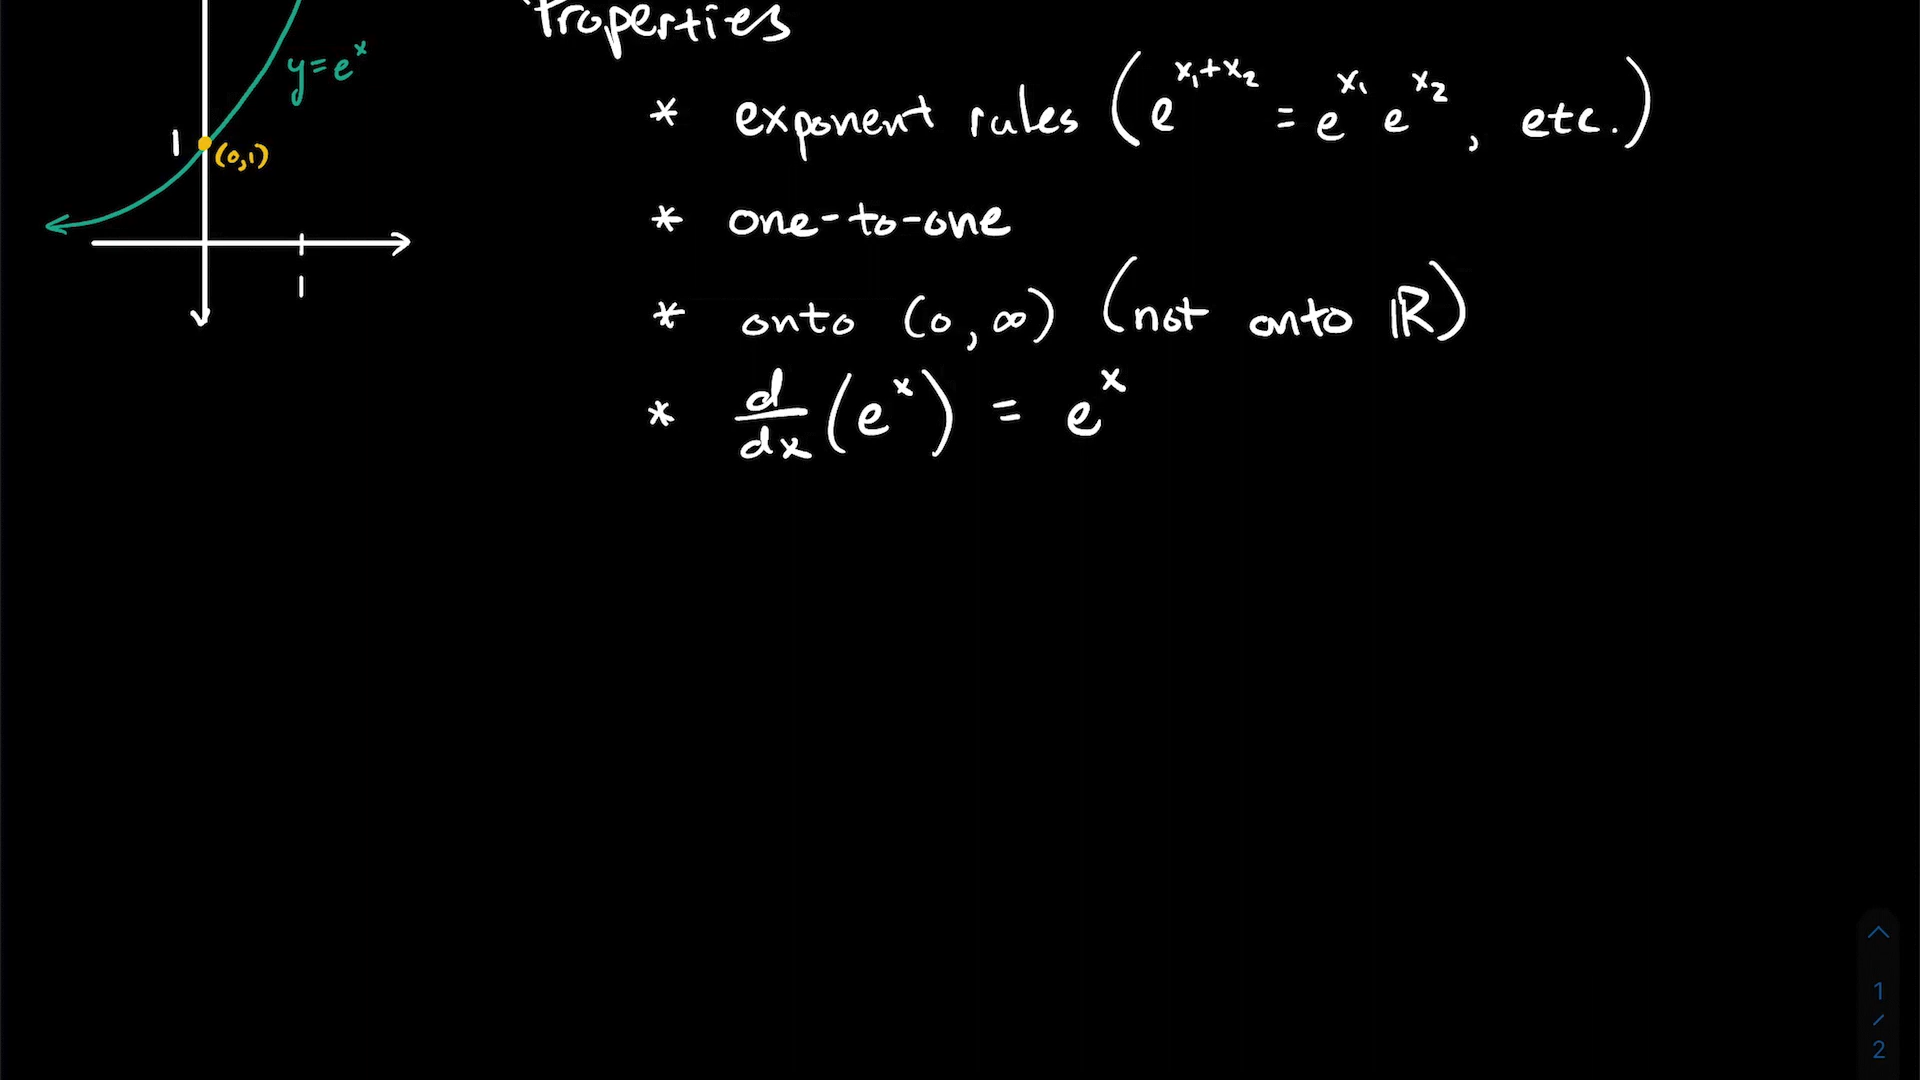 Properties
y=e^x
* exponent rules (e^{x₁+x₂} = e^{x₁} e^{x₂}, etc.)
1
(0,1)
* one-to-one
1
* onto (0,∞) (not onto ℝ)
* d/dx (e^x) = e^x
1
/
2